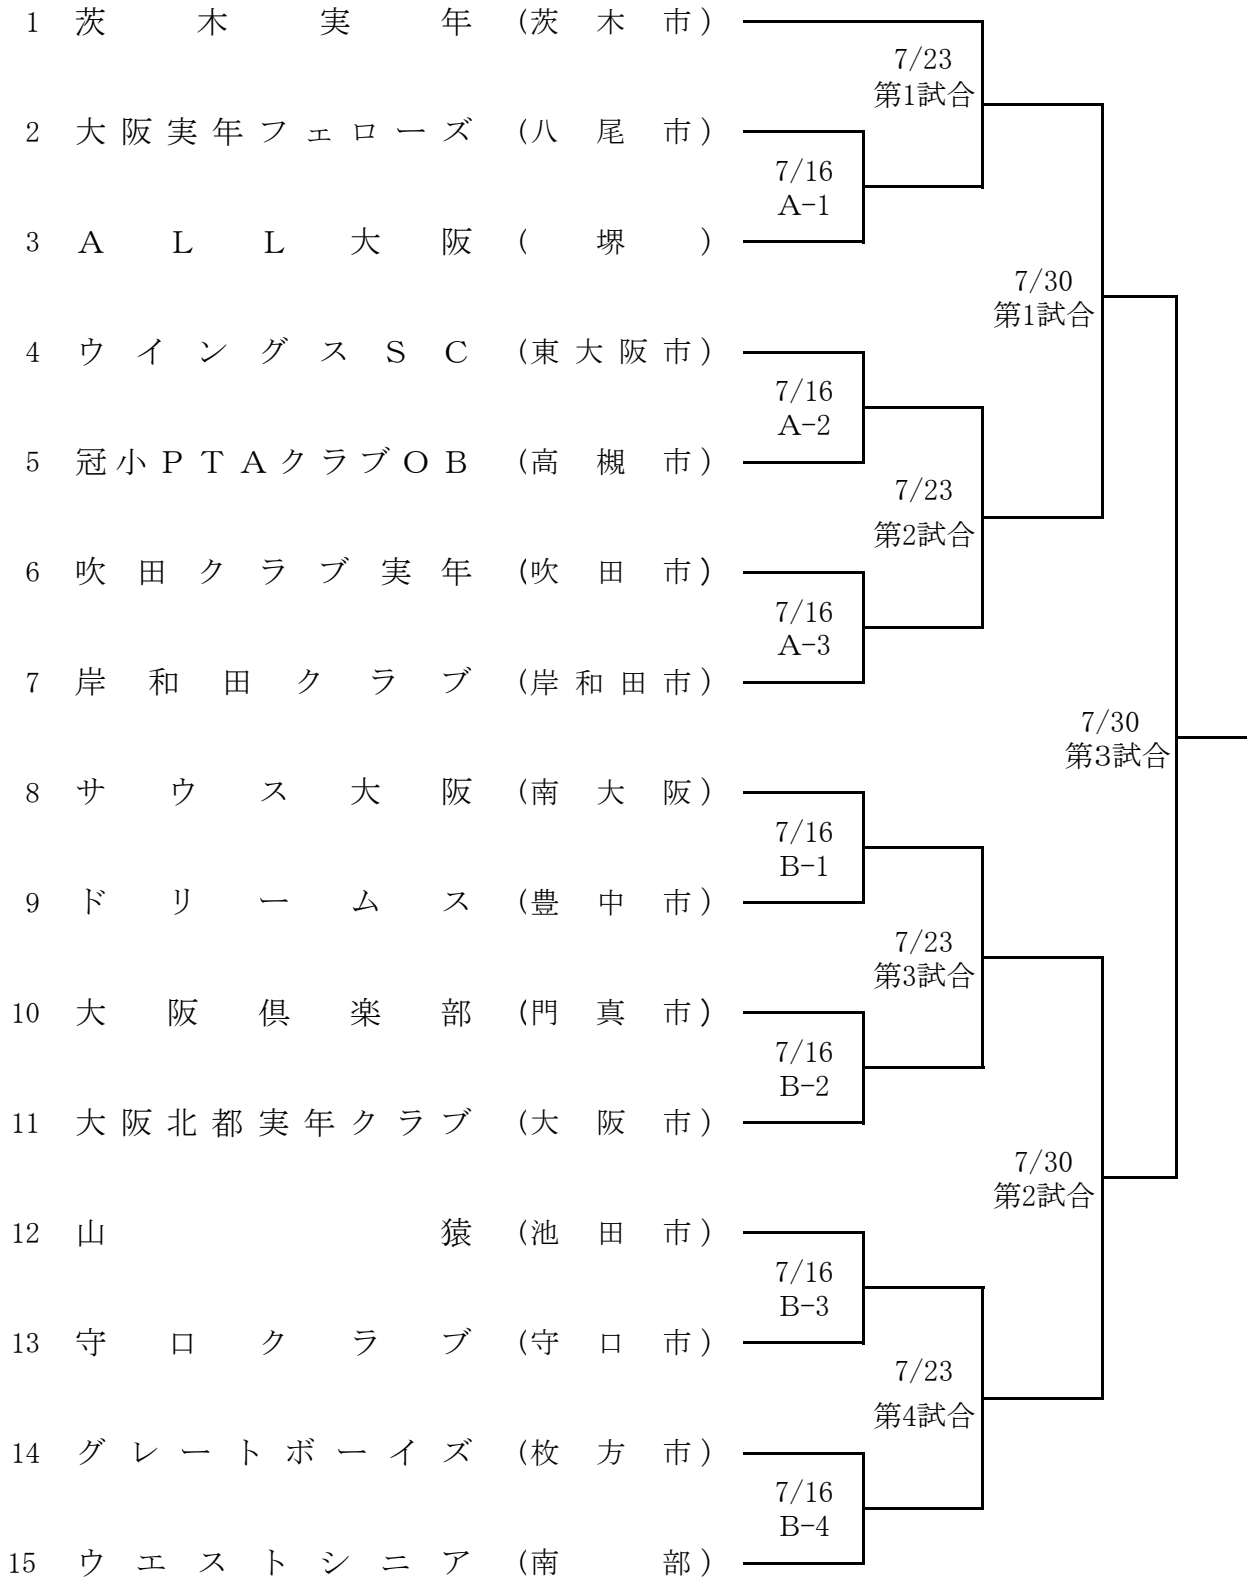 1 茨木実年 (茨木市)
7/23
第1試合
2 大阪実年フェローズ (八尾市)
7/16
A-1
3 ALL大阪 (堺)
7/30
第1試合
4 ウイングスSC (東大阪市)
7/16
A-2
5 冠小PTAクラブOB (高槻市)
7/23
第2試合
6 吹田クラブ実年 (吹田市)
7/16
A-3
7 岸和田クラブ (岸和田市)
7/30
第3試合
8 サウス大阪 (南大阪)
7/16
B-1
9 ドリームス (豊中市)
7/23
第3試合
10 大阪倶楽部 (門真市)
7/16
B-2
11 大阪北都実年クラブ (大阪市)
7/30
第2試合
12 山猿 (池田市)
7/16
B-3
13 守口クラブ (守口市)
7/23
第4試合
14 グレートボーイズ (枚方市)
7/16
B-4
15 ウエストシニア (南部)